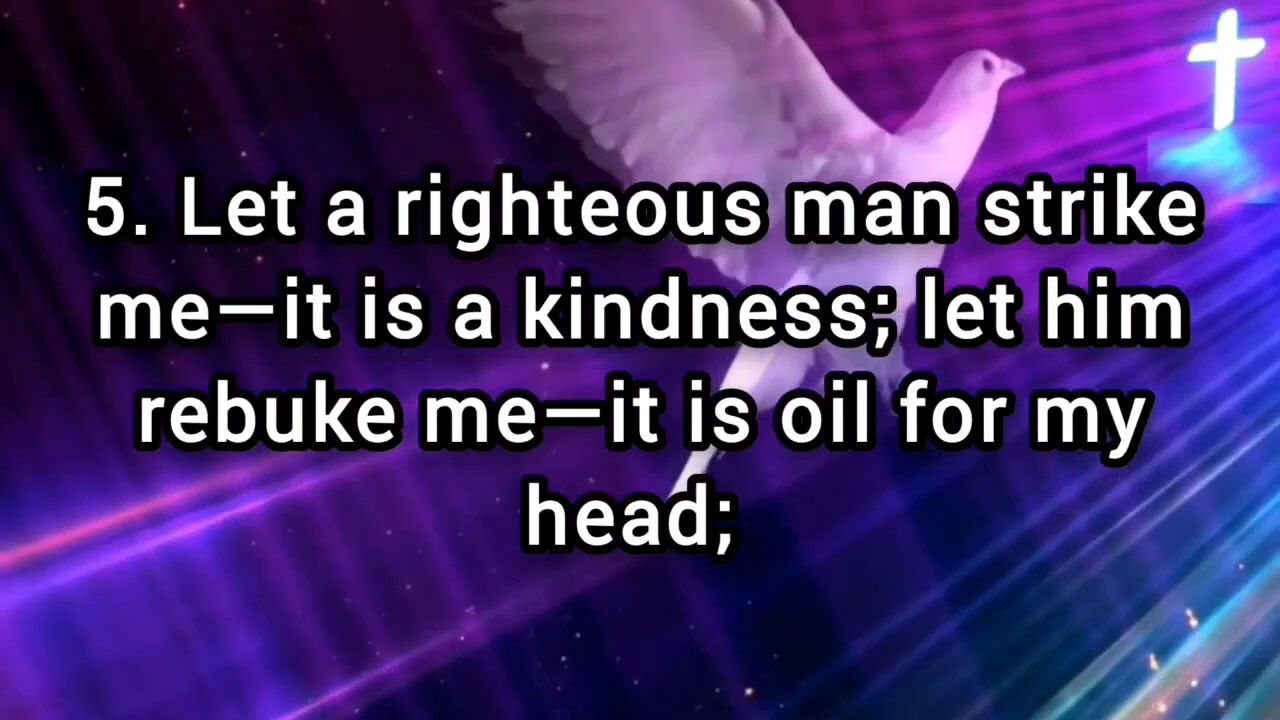 5. Let a righteous man strike
me—it is a kindness; let him
rebuke me—it is oil for my
head;